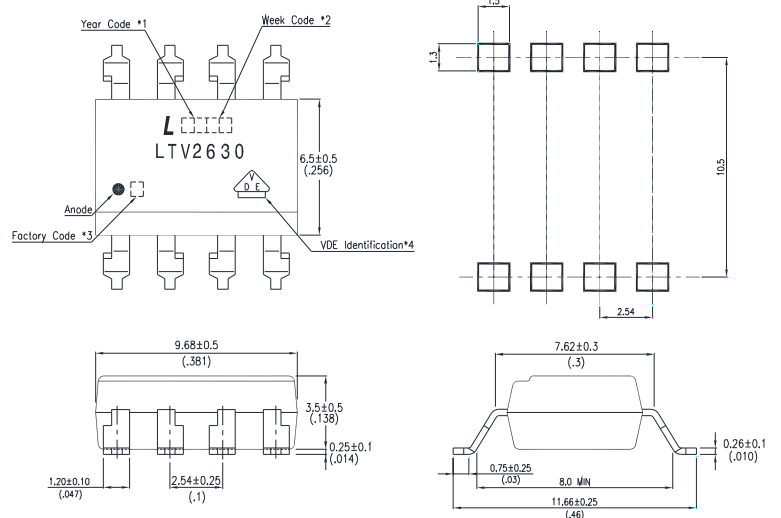 Year Code *1
Week Code *2
L
LTV2630
V
D E
Anode
Factory Code *3
VDE Identification*4
6.5±0.5
(.256)
1.5
1.3
10.5
2.54
9.68±0.5
(.381)
3.5±0.5
(.138)
0.25±0.1
(.014)
1.20±0.10
(.047)
2.54±0.25
(.1)
7.62±0.3
(.3)
0.26±0.1
(.010)
0.75±0.25
(.03)
8.0 MIN
11.66±0.25
(.46)